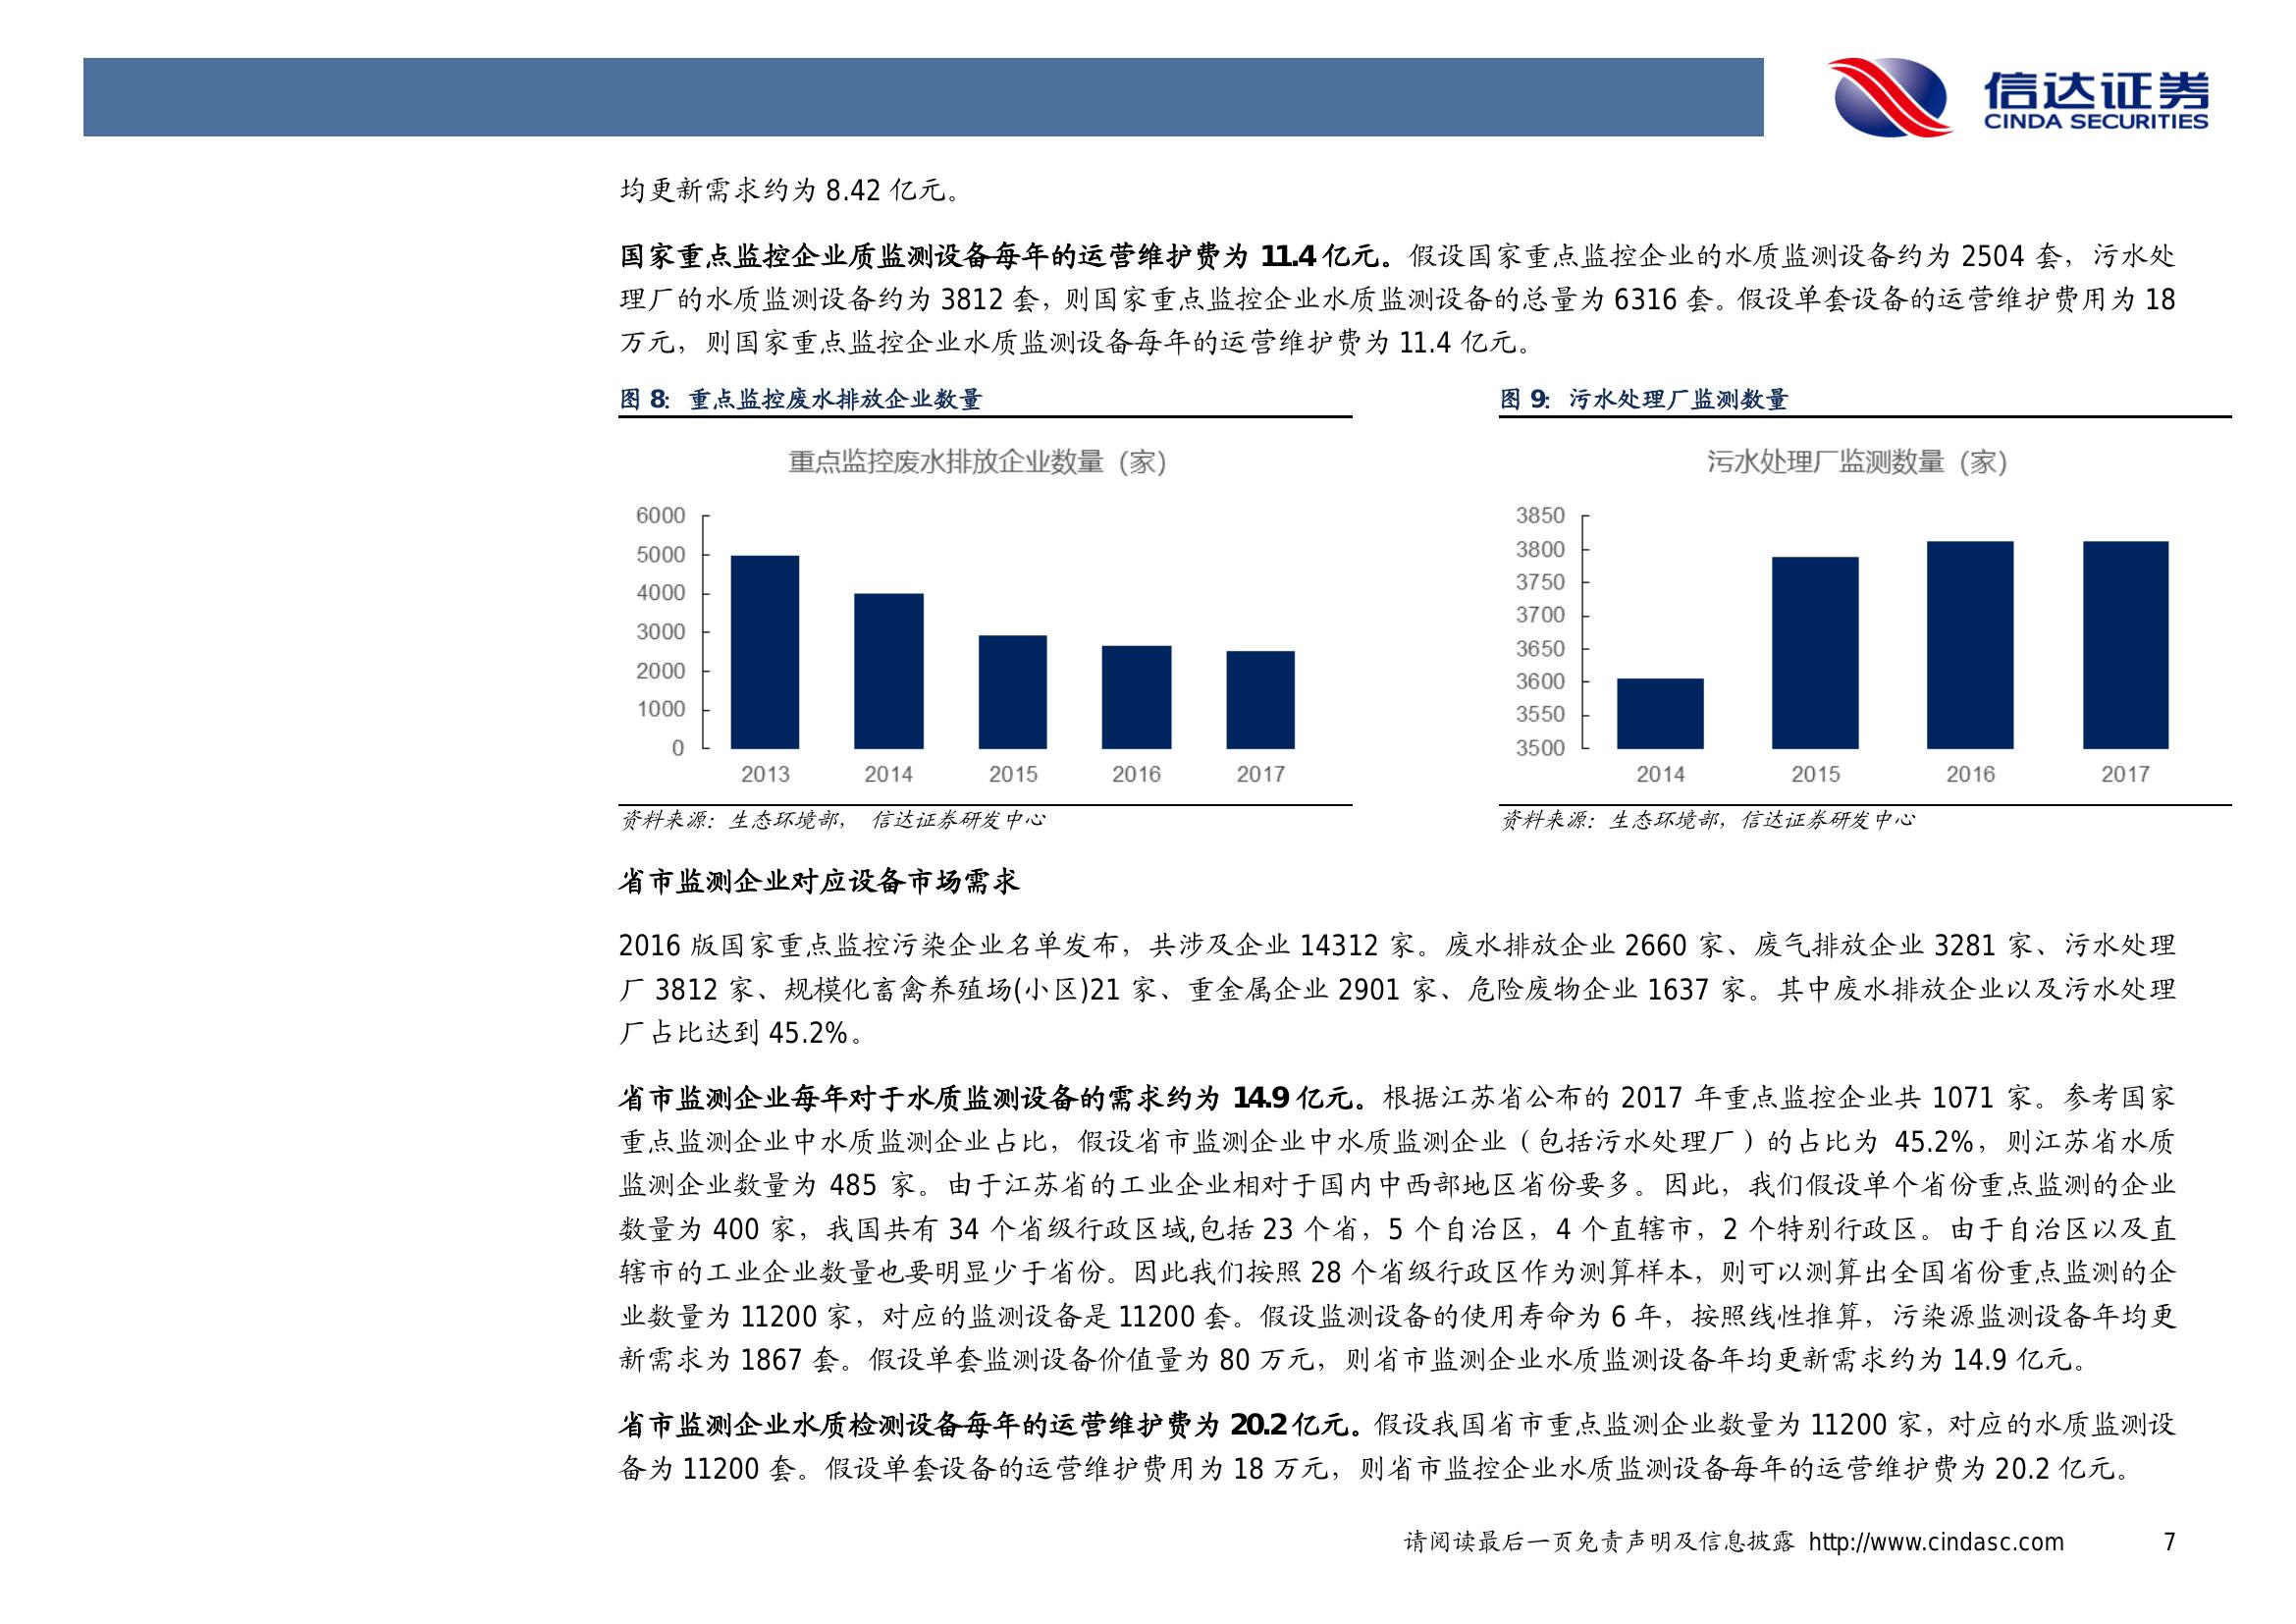 信达证券
CINDA SECURITIES
均更新需求约为 8.42 亿元。
国家重点监控企业质监测设备每年的运营维护费为 11.4 亿元。假设国家重点监控企业的水质监测设备约为 2504 套，污水处
理厂的水质监测设备约为 3812 套，则国家重点监控企业水质监测设备的总量为 6316 套。假设单套设备的运营维护费用为 18
万元，则国家重点监控企业水质监测设备每年的运营维护费为 11.4 亿元。
图 8：重点监控废水排放企业数量
重点监控废水排放企业数量（家）
6000
5000
4000
3000
2000
1000
0
2013 2014 2015 2016 2017
资料来源：生态环境部， 信达证券研发中心
图 9：污水处理厂监测数量
污水处理厂监测数量（家）
3850
3800
3750
3700
3650
3600
3550
3500
2014 2015 2016 2017
资料来源：生态环境部，信达证券研发中心
省市监测企业对应设备市场需求
2016 版国家重点监控污染企业名单发布，共涉及企业 14312 家。废水排放企业 2660 家、废气排放企业 3281 家、污水处理
厂 3812 家、规模化畜禽养殖场(小区)21 家、重金属企业 2901 家、危险废物企业 1637 家。其中废水排放企业以及污水处理
厂占比达到 45.2%。
省市监测企业每年对于水质监测设备的需求约为 14.9 亿元。根据江苏省公布的 2017 年重点监控企业共 1071 家。参考国家
重点监测企业中水质监测企业占比，假设省市监测企业中水质监测企业（包括污水处理厂）的占比为 45.2%，则江苏省水质
监测企业数量为 485 家。由于江苏省的工业企业相对于国内中西部地区省份要多。因此，我们假设单个省份重点监测的企业
数量为 400 家，我国共有 34 个省级行政区域,包括 23 个省，5 个自治区，4 个直辖市，2 个特别行政区。由于自治区以及直
辖市的工业企业数量也要明显少于省份。因此我们按照 28 个省级行政区作为测算样本，则可以测算出全国省份重点监测的企
业数量为 11200 家，对应的监测设备是 11200 套。假设监测设备的使用寿命为 6 年，按照线性推算，污染源监测设备年均更
新需求为 1867 套。假设单套监测设备价值量为 80 万元，则省市监测企业水质监测设备年均更新需求约为 14.9 亿元。
省市监测企业水质检测设备每年的运营维护费为 20.2 亿元。假设我国省市重点监测企业数量为 11200 家，对应的水质监测设
备为 11200 套。假设单套设备的运营维护费用为 18 万元，则省市监控企业水质监测设备每年的运营维护费为 20.2 亿元。
请阅读最后一页免责声明及信息披露 http://www.cindasc.com 7